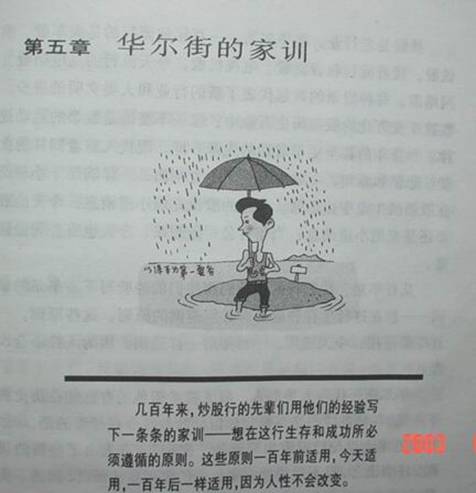 第五章 华尔街的家训
几百年来，炒股行的先辈们用他们的经验写
下一条条的家训——想在这行生存和成功所必
须遵循的原则。这些原则一百年前适用，今天适
用，一百年后一样适用，因为人性不会改变。
2003